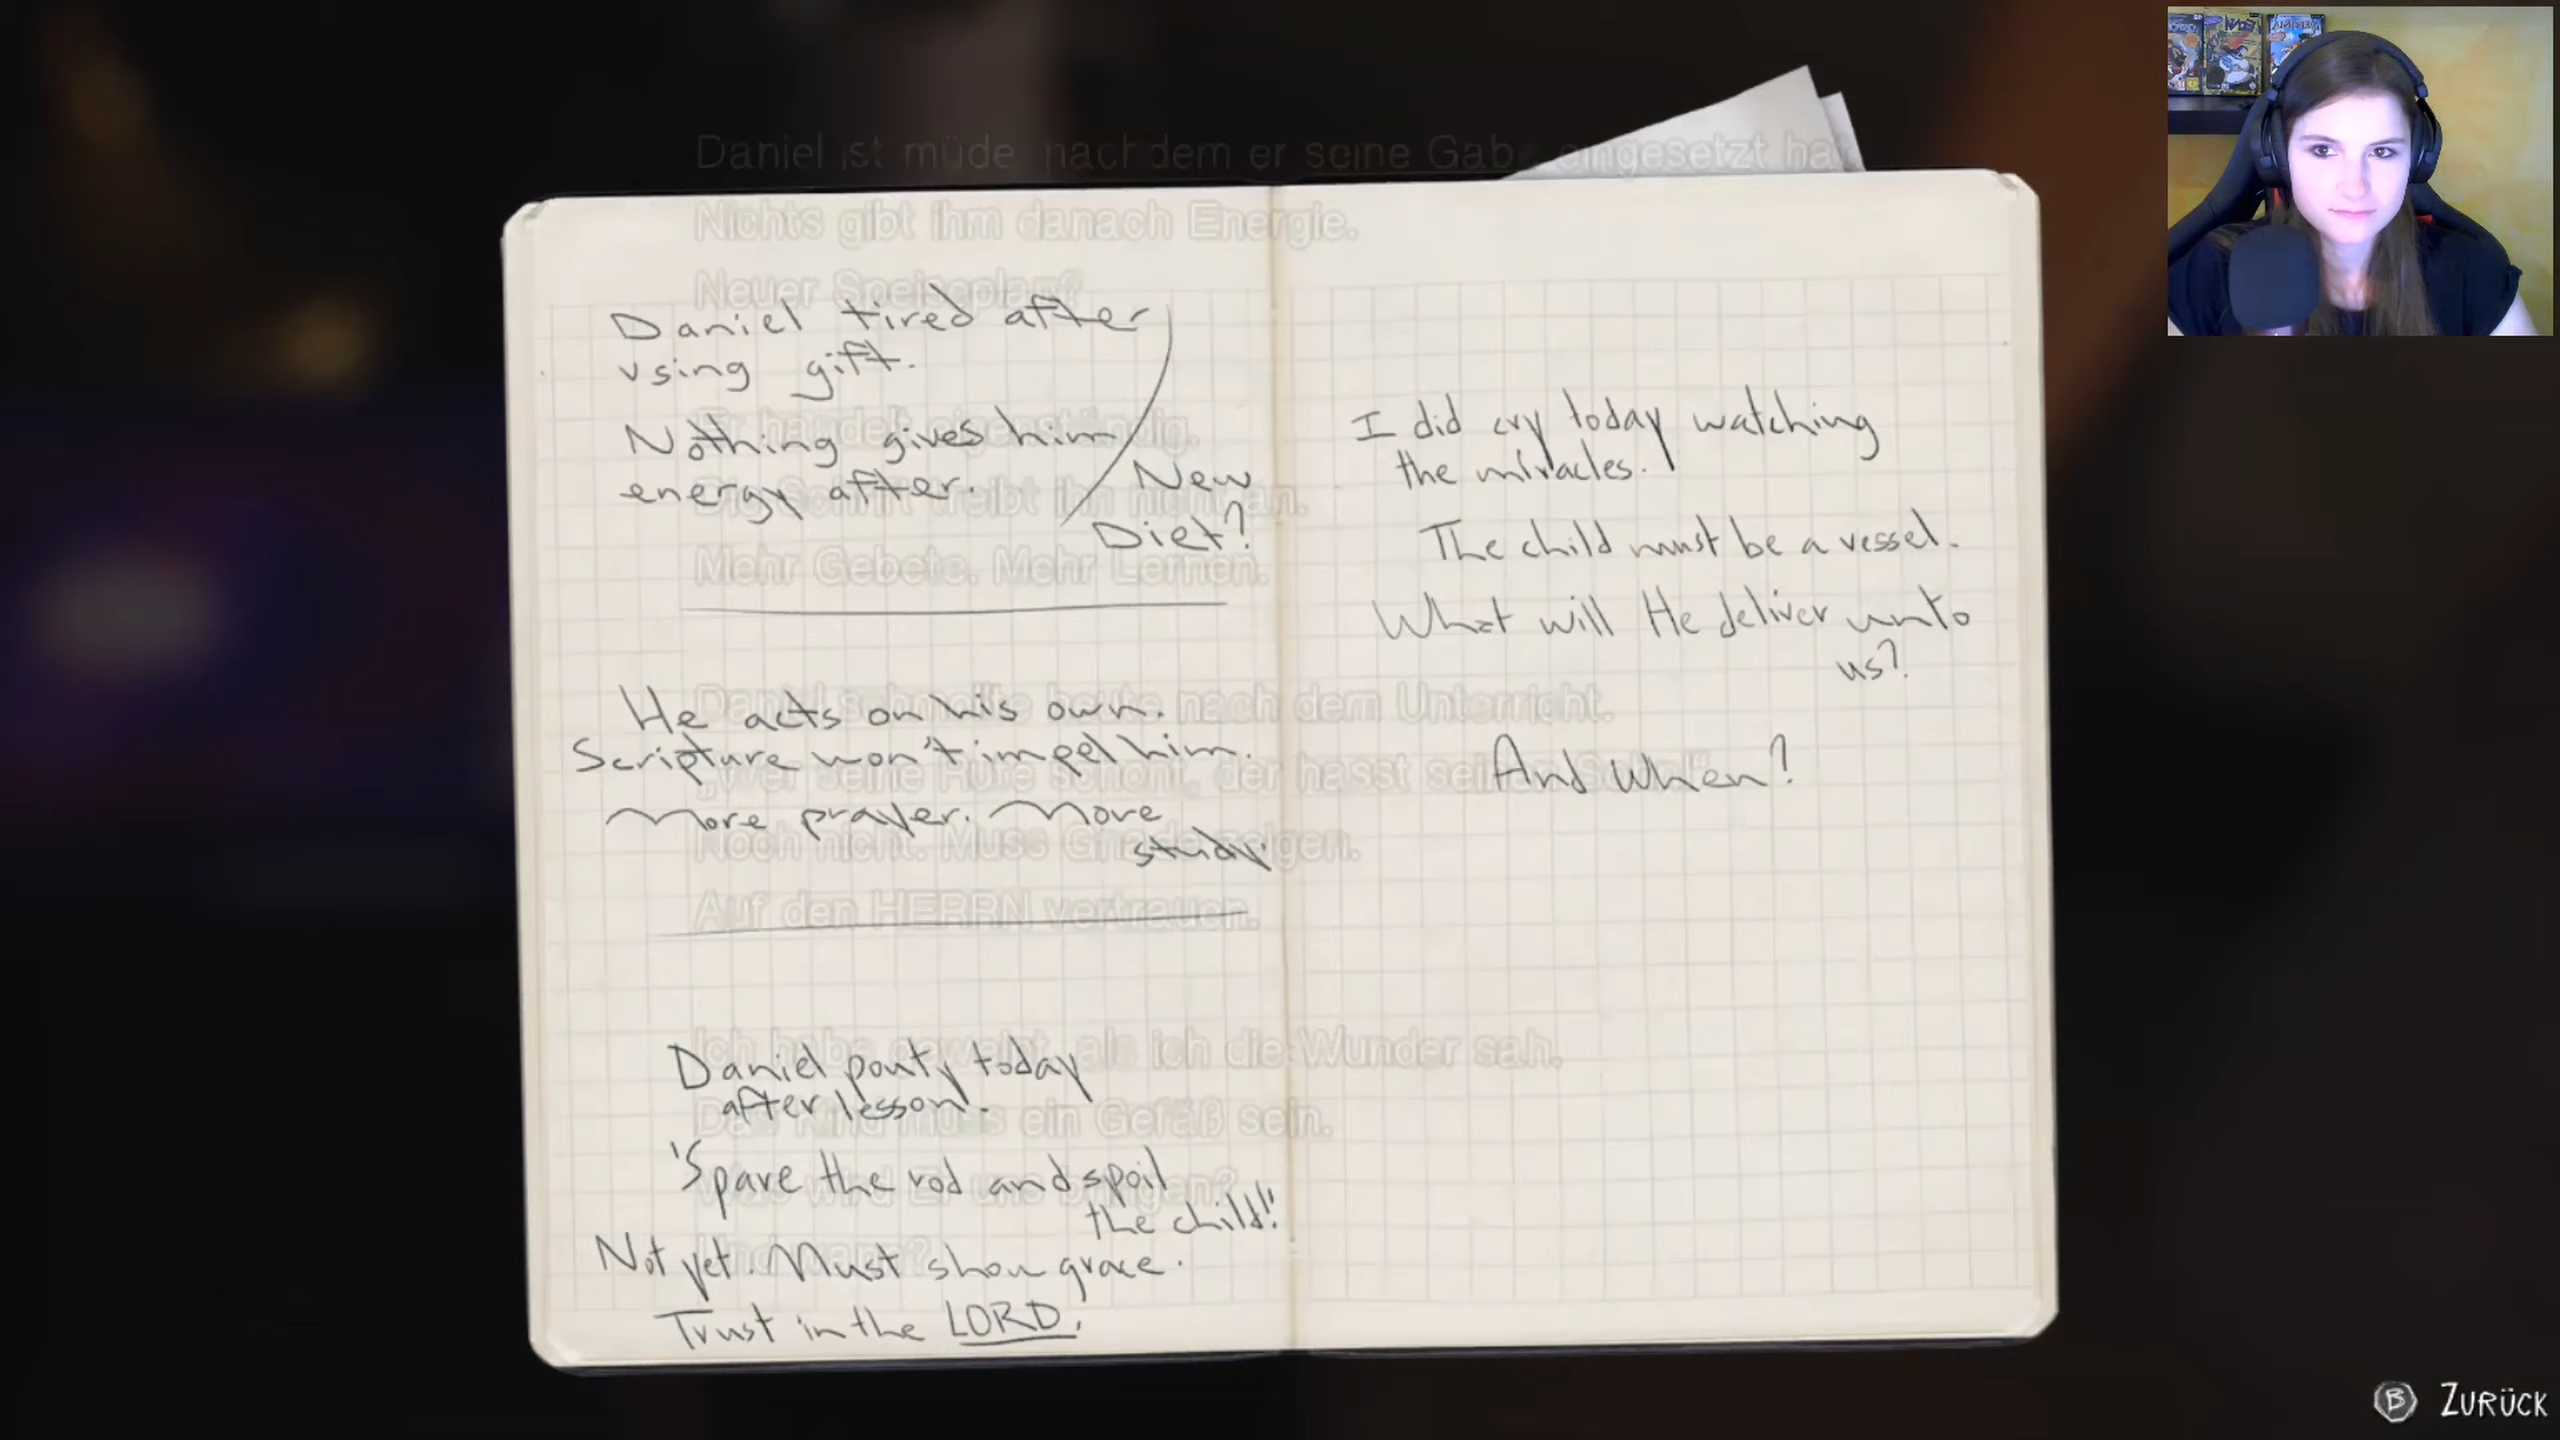 Daniel ist müde, nachdem er seine Gabe eingesetzt hat.
Nichts gibt ihm danach Energie.
Neuer Speiseplan?
Er handelt eigenständig.
Die Schrift treibt ihn nicht an.
Mehr Gebete. Mehr Lernen.
Daniel schmollte heute nach dem Unterricht.
„Wer seine Rute schont, der hasst seinen Sohn“
Noch nicht. Muss Gnade zeigen.
Auf den HERRN vertrauen.
Ich habe geweint, als ich die Wunder sah.
Das Kind muss ein Gefäß sein.
Was wird Er uns bringen?
Und wann?
Daniel tired after
using gift.
Nothing gives him
energy after.
New
Diet?
He acts on his own.
Scripture won't impel him.
More prayer. More
study.
Daniel pouty today
after lesson.
'Spare the rod and spoil
the child!'
Not yet. Must show grace.
Trust in the LORD.
I did cry today watching
the miracles.
The child must be a vessel.
What will He deliver unto
us?
And when?
B ZURÜCK